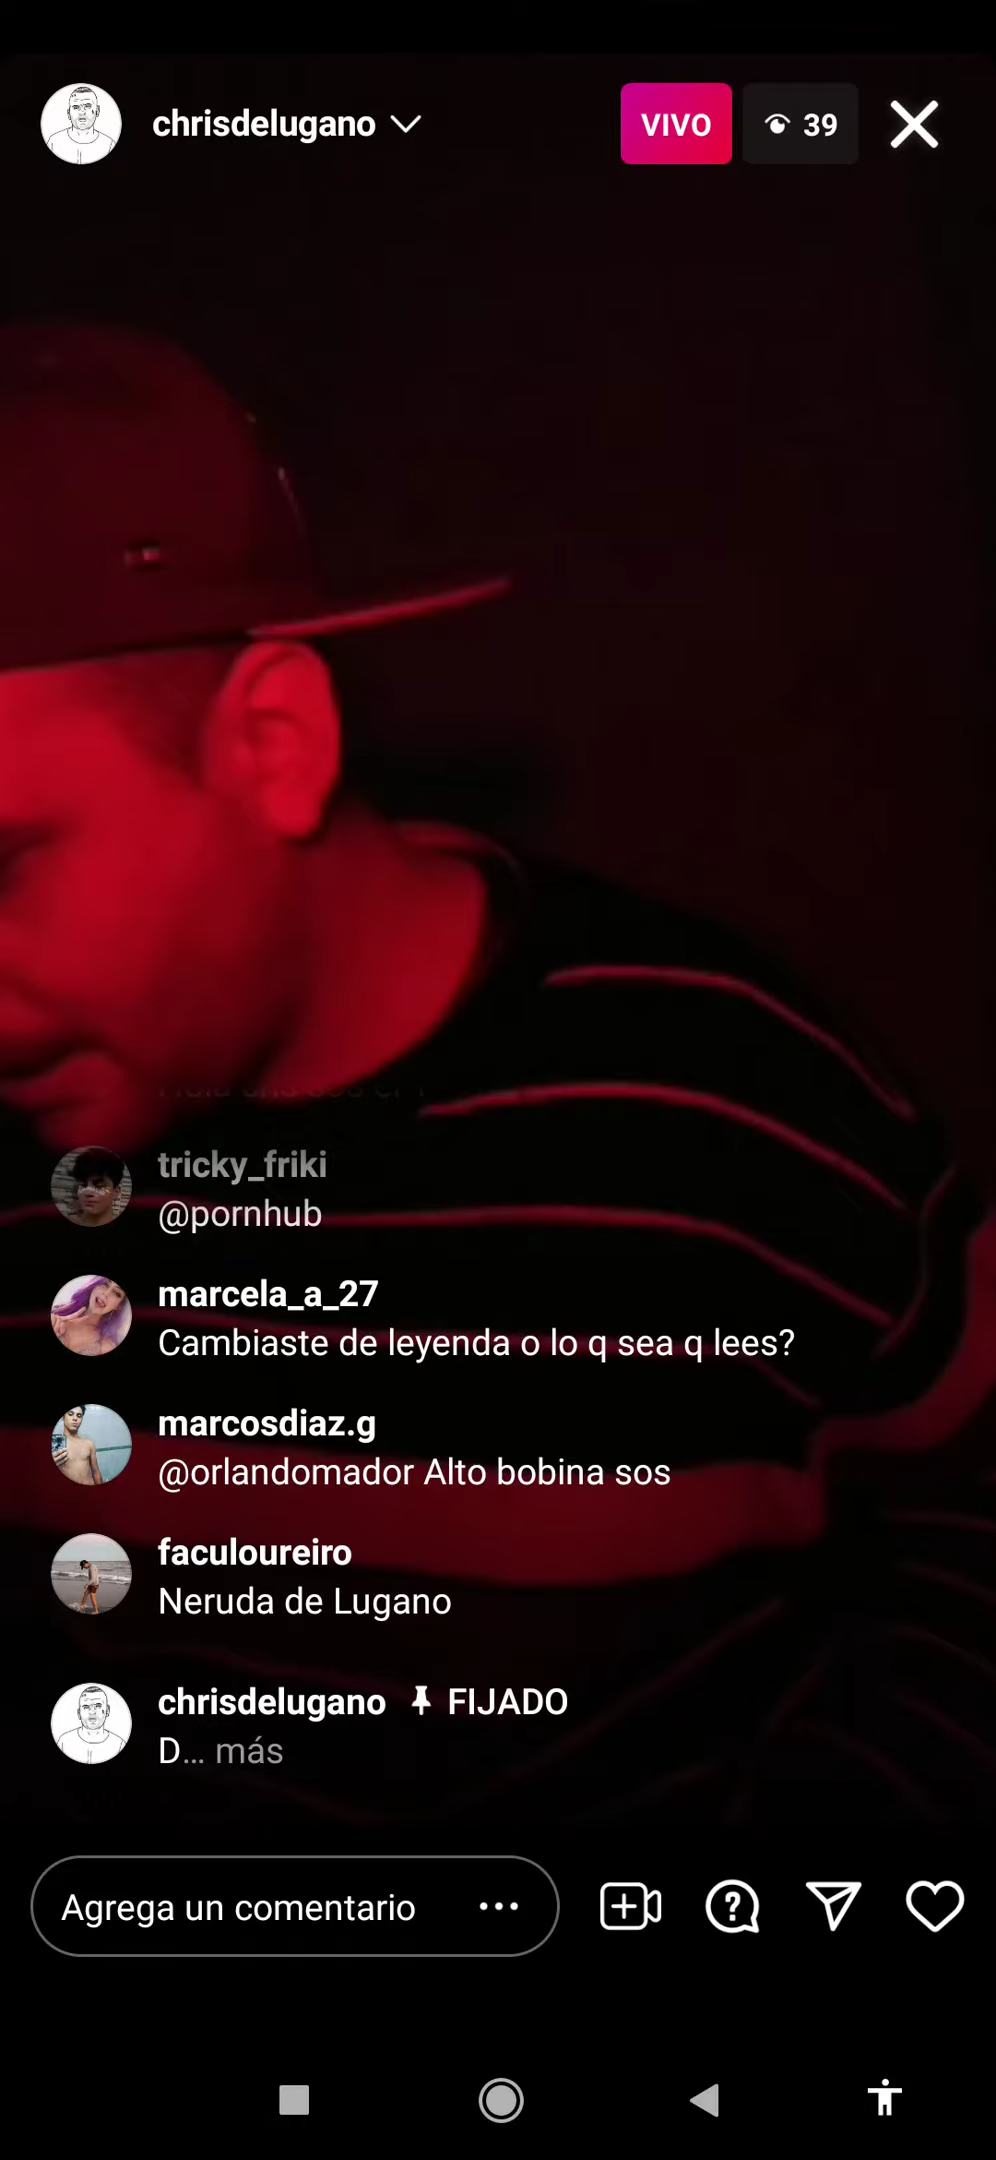 chrisdelugano
VIVO
39
tricky_friki
@pornhub
marcela_a_27
Cambiaste de leyenda o lo q sea q lees?
marcosdiaz.g
@orlandomador Alto bobina sos
faculoureiro
Neruda de Lugano
chrisdelugano FIJADO
D... más
Agrega un comentario